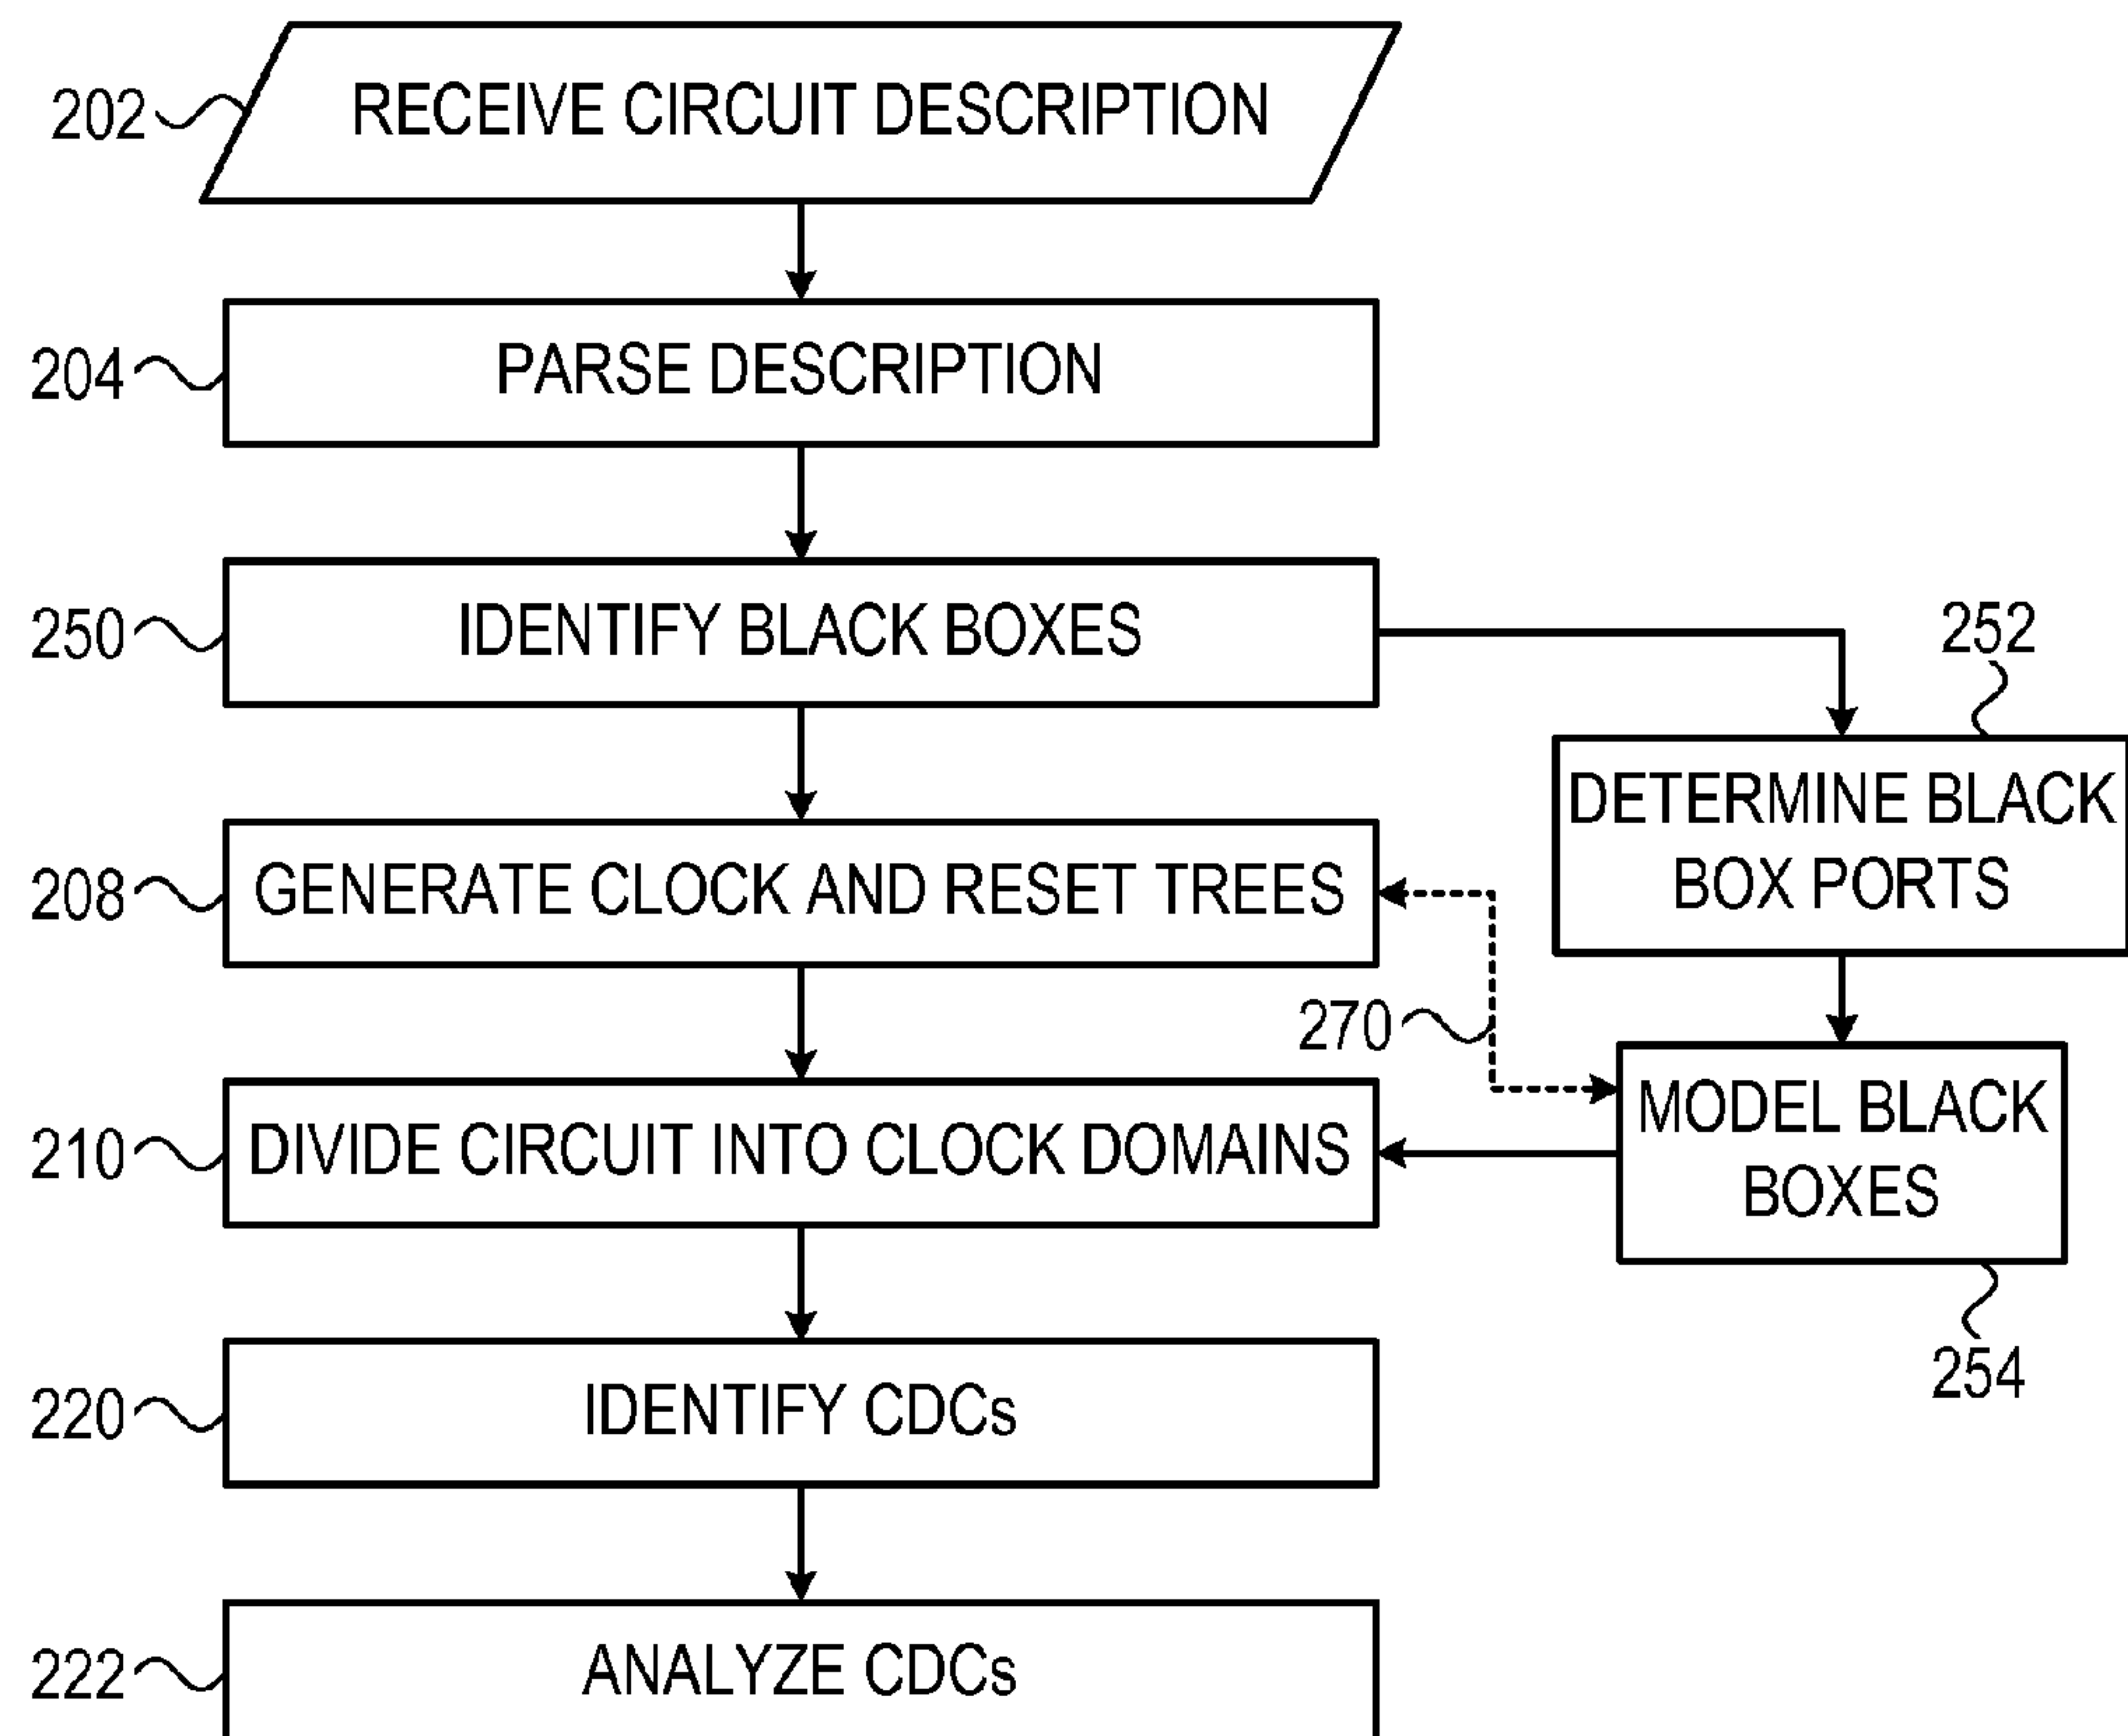 202
RECEIVE CIRCUIT DESCRIPTION
204
PARSE DESCRIPTION
250
IDENTIFY BLACK BOXES
252
DETERMINE BLACK
BOX PORTS
208
GENERATE CLOCK AND RESET TREES
270
MODEL BLACK
BOXES
254
210
DIVIDE CIRCUIT INTO CLOCK DOMAINS
220
IDENTIFY CDCs
222
ANALYZE CDCs